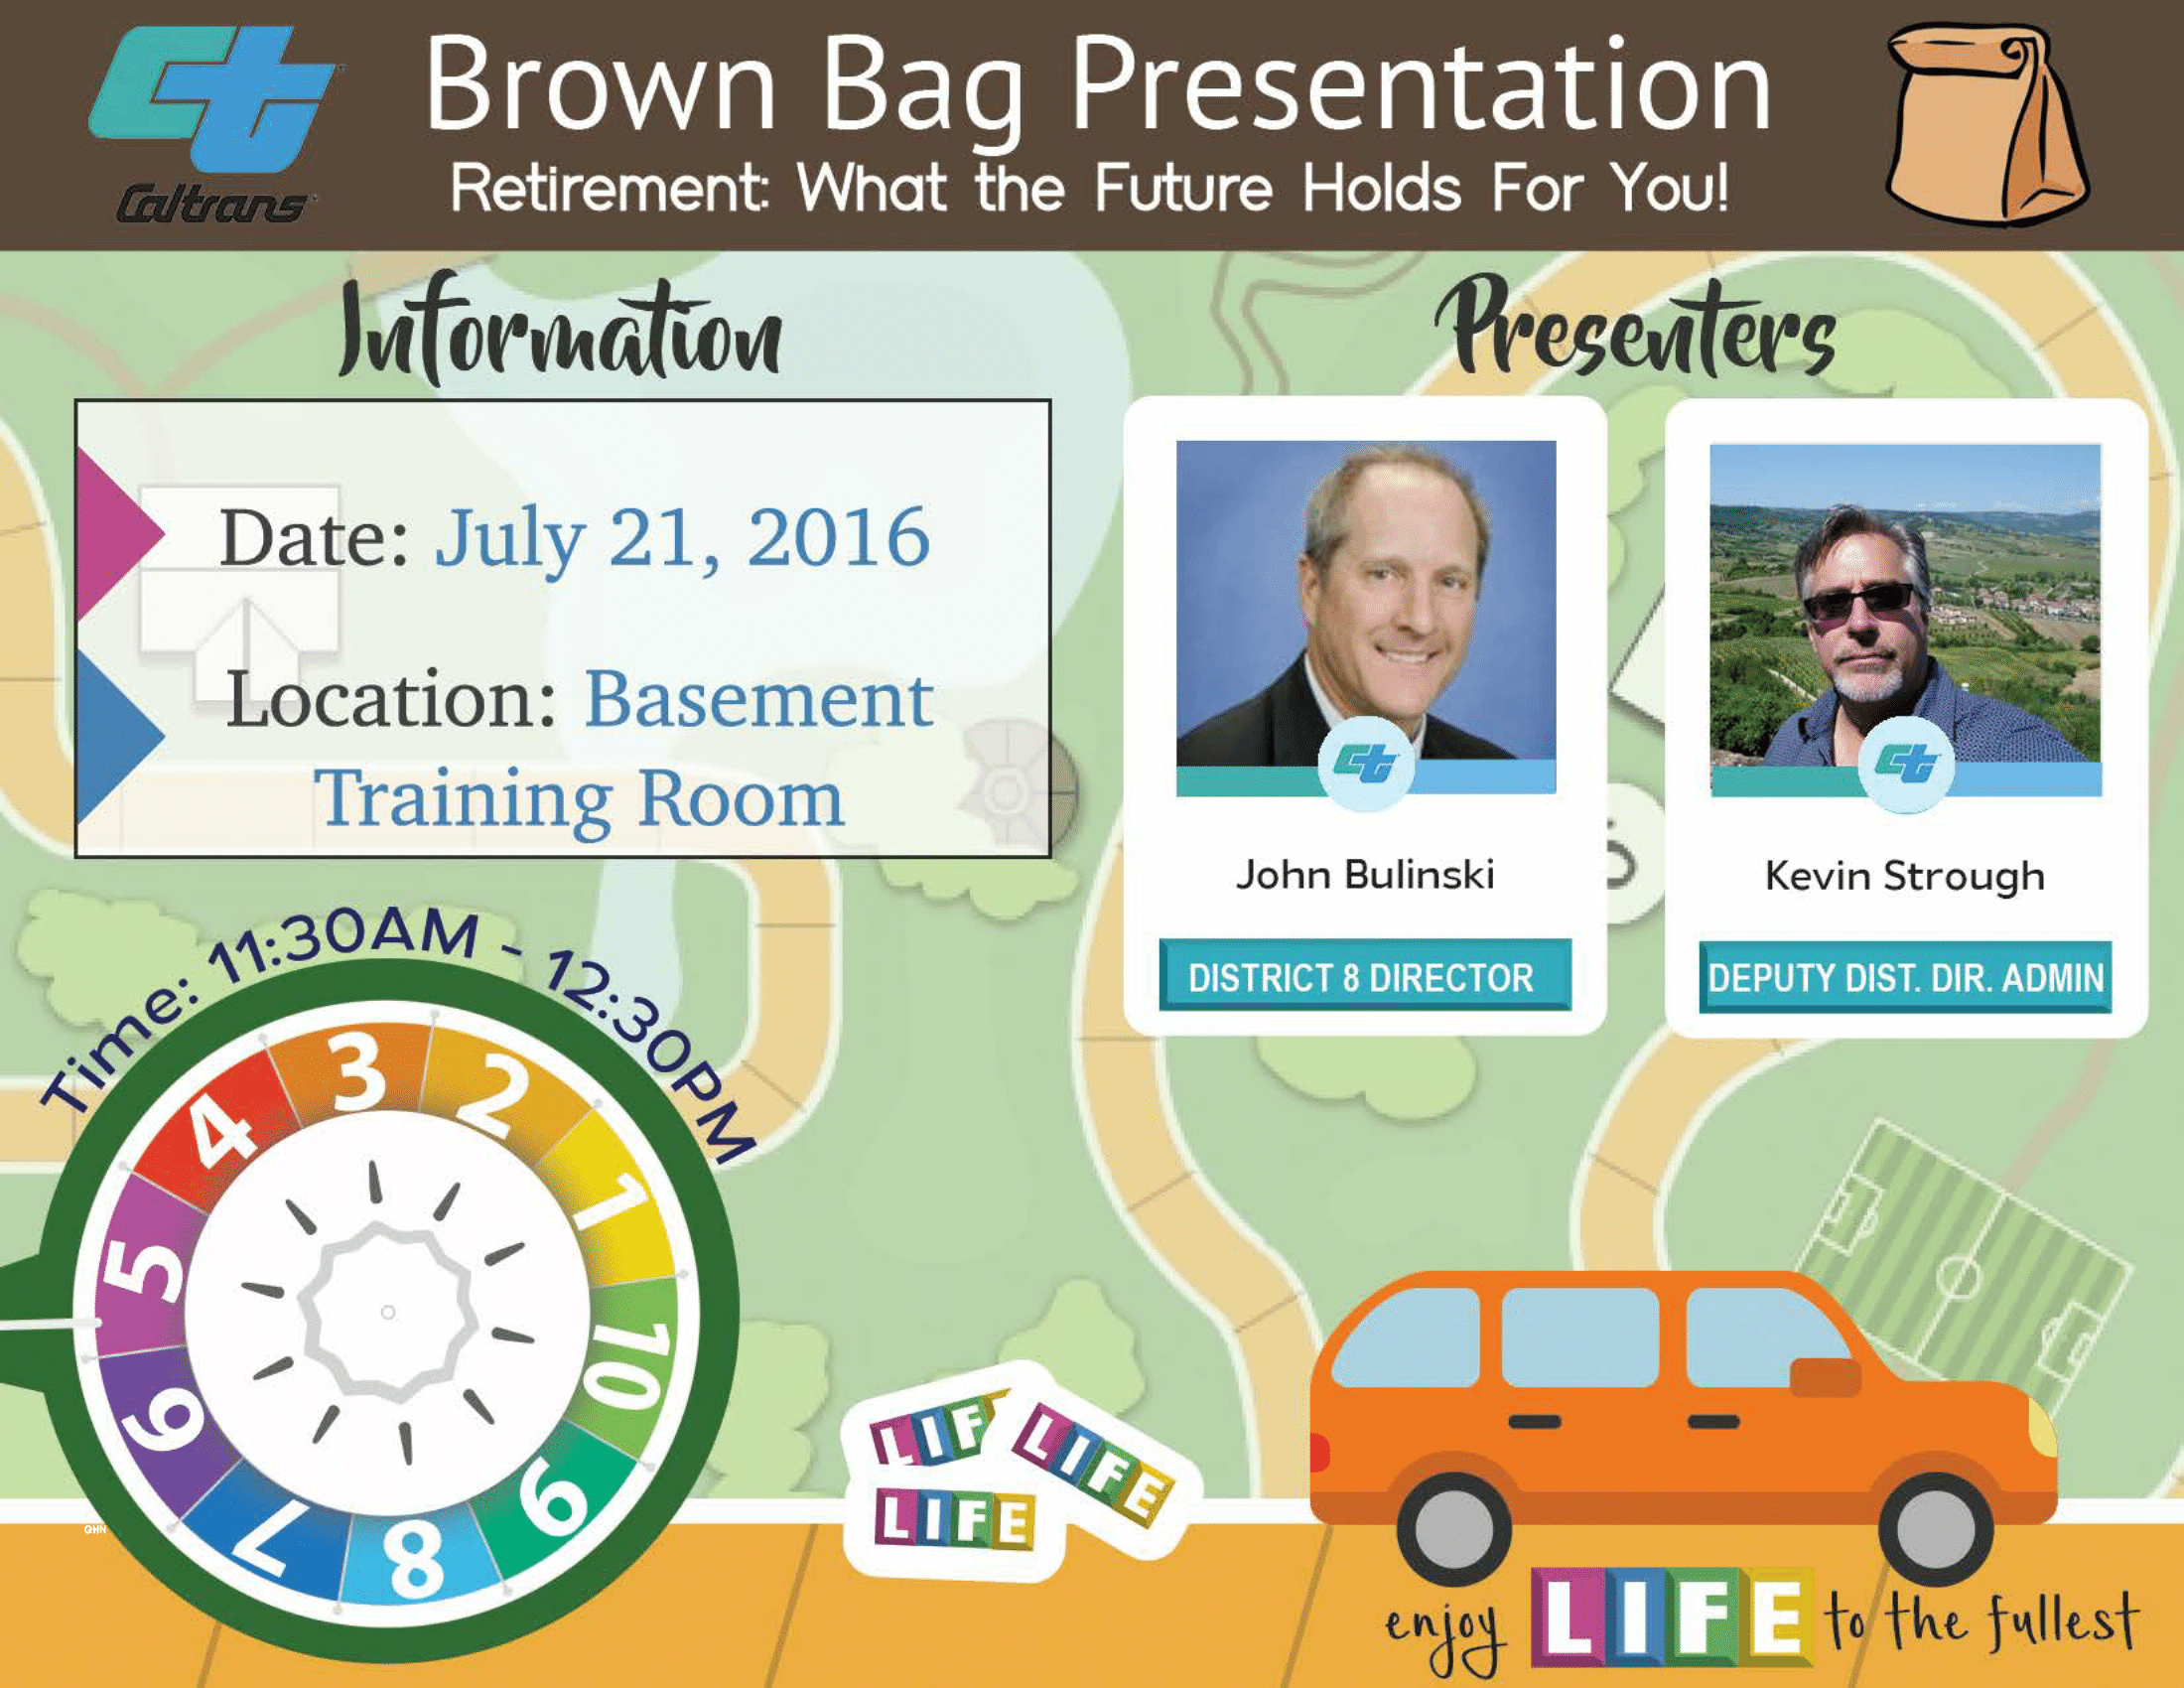 Caltrans
Brown Bag Presentation
Retirement: What the Future Holds For You!
Information
Date: July 21, 2016
Location: Basement
Training Room
Time: 11:30AM - 12:30PM
Presenters
John Bulinski
DISTRICT 8 DIRECTOR
Kevin Strough
DEPUTY DIST. DIR. ADMIN
1
2
3
4
5
6
7
8
9
10
QHN
LIF
LIFE
LIFE
enjoy LIFE to the fullest